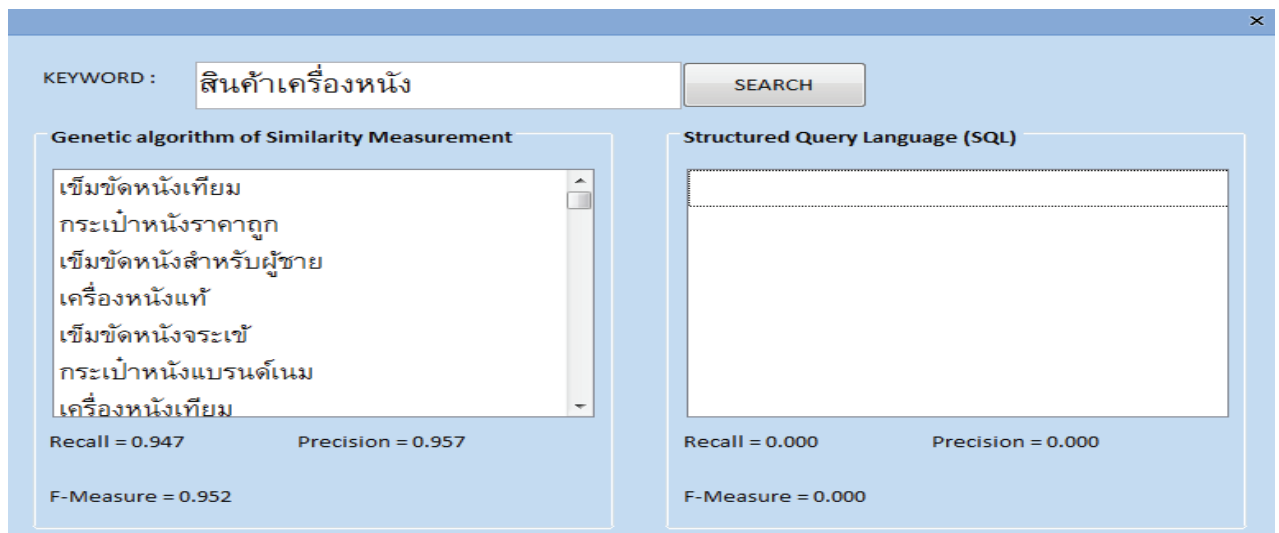 KEYWORD : สินค้าเครื่องหนัง SEARCH
Genetic algorithm of Similarity Measurement
เข็มขัดหนังเทียม
กระเป๋าหนังราคาถูก
เข็มขัดหนังสำหรับผู้ชาย
เครื่องหนังแท้
เข็มขัดหนังจระเข้
กระเป๋าหนังแบรนด์เนม
เครื่องหนังเทียม
Recall = 0.947 Precision = 0.957
F-Measure = 0.952
Structured Query Language (SQL)
Recall = 0.000 Precision = 0.000
F-Measure = 0.000